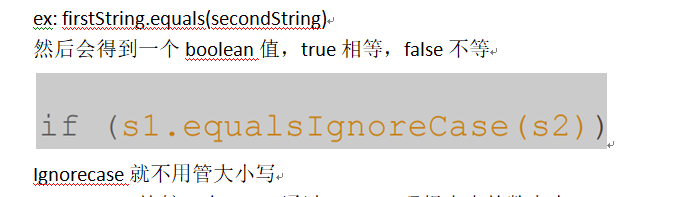 ex: firstString.equals(secondString)
然后会得到一个 boolean 值，true 相等，false 不等
if (s1.equalsIgnoreCase(s2))
Ignorecase 就不用管大小写